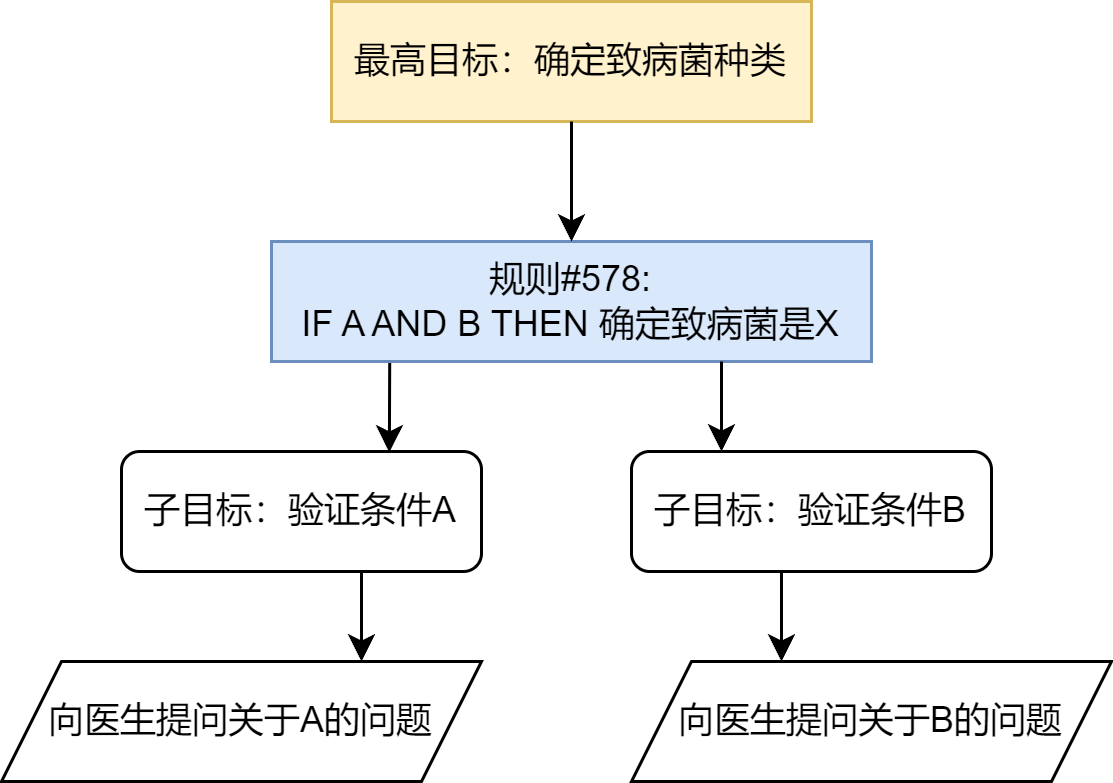 最高目标：确定致病菌种类
规则#578:
IF A AND B THEN 确定致病菌是X
子目标：验证条件A
子目标：验证条件B
向医生提问关于A的问题
向医生提问关于B的问题